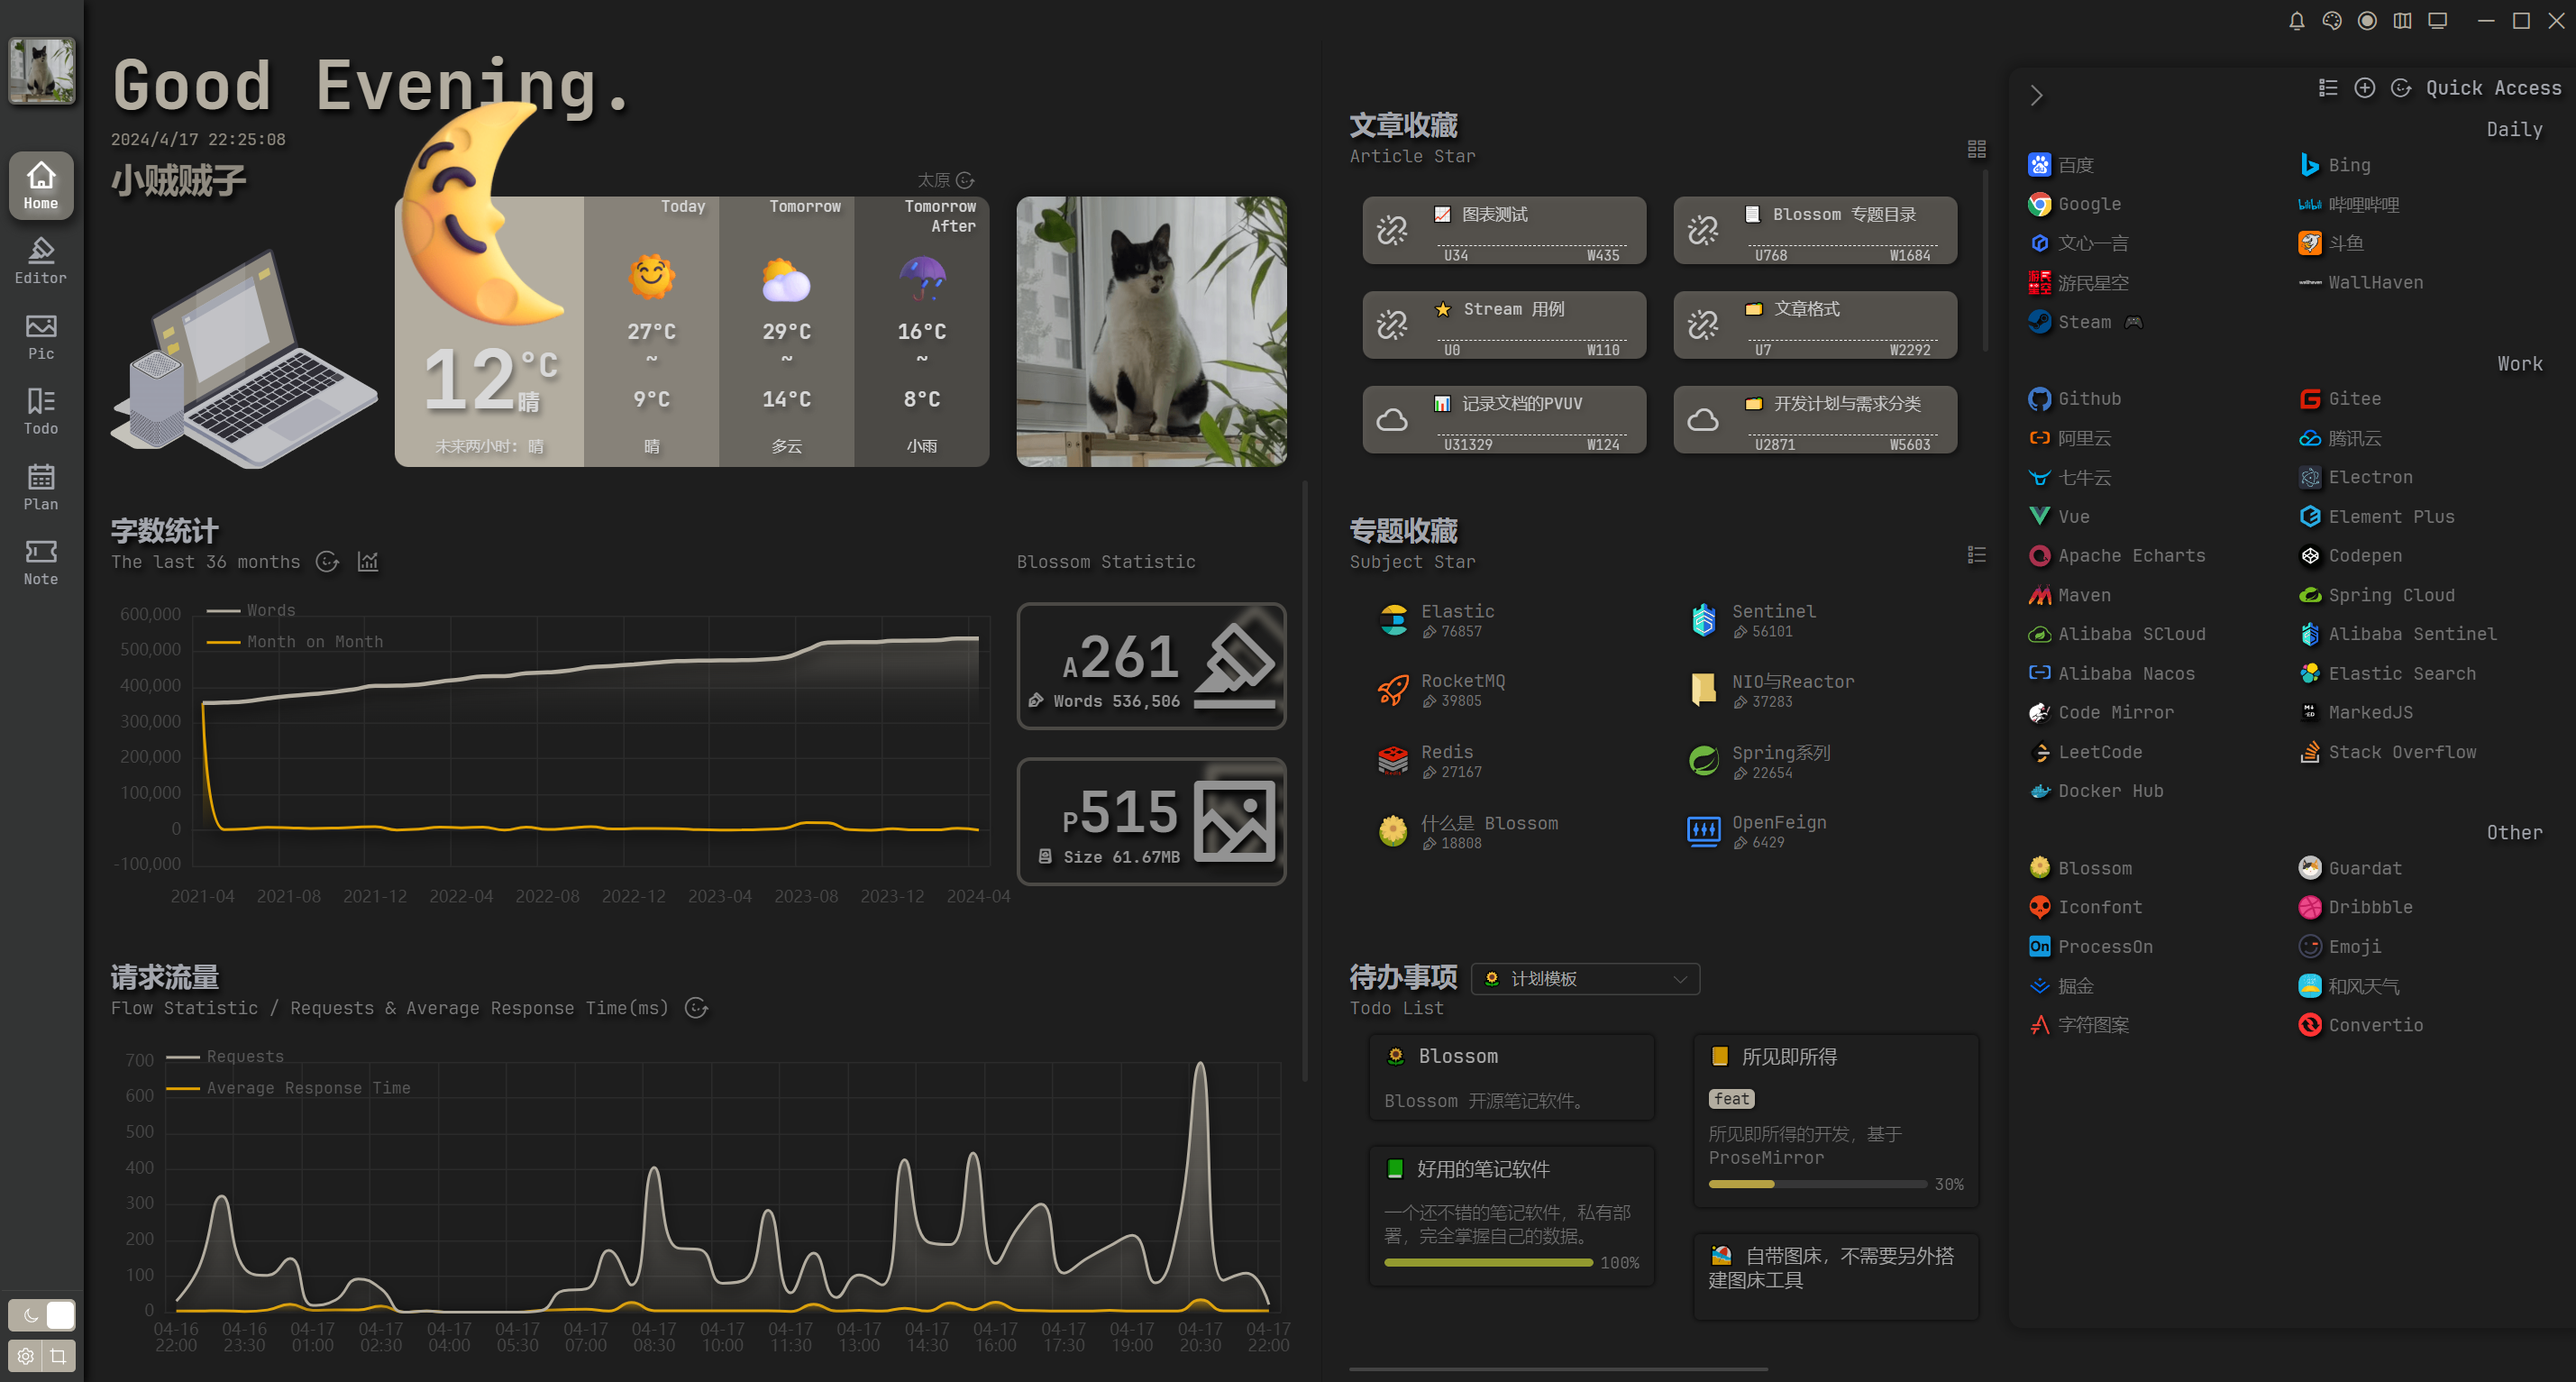 Good Evening.
2024/4/17 22:25:08
小贼贼子
Home
Editor
Pic
Todo
Plan
Note
太原
12°C晴
未来两小时: 晴
Today
27°C
~
9°C
晴
Tomorrow
29°C
~
14°C
多云
Tomorrow
After
16°C
~
8°C
小雨
字数统计
The last 36 months
Words
Month on Month
600,000
500,000
400,000
300,000
200,000
100,000
0
-100,000
2021-04 2021-08 2021-12 2022-04 2022-08 2022-12 2023-04 2023-08 2023-12 2024-04
Blossom Statistic
A261
Words 536,506
P515
Size 61.67MB
请求流量
Flow Statistic / Requests & Average Response Time(ms)
Requests
Average Response Time
700
600
500
400
300
200
100
0
04-16 04-16 04-17 04-17 04-17 04-17 04-17 04-17 04-17 04-17 04-17 04-17 04-17 04-17 04-17 04-17 04-17
22:00 23:30 01:00 02:30 04:00 05:30 07:00 08:30 10:00 11:30 13:00 14:30 16:00 17:30 19:00 20:30 22:00
文章收藏
Article Star
图表测试
U34 W435
Blossom 专题目录
U768 W1684
Stream 用例
U0 W110
文章格式
U7 W2292
记录文档的PVUV
U31329 W124
开发计划与需求分类
U2871 W5603
专题收藏
Subject Star
Elastic
76857
Sentinel
56101
RocketMQ
39805
NIO与Reactor
37283
Redis
27167
Spring系列
22654
什么是 Blossom
18808
OpenFeign
6429
待办事项
计划模板
Todo List
Blossom
Blossom 开源笔记软件。
好用的笔记软件
一个还不错的笔记软件, 私有部
署, 完全掌握自己的数据。
100%
所见即所得
feat
所见即所得的开发, 基于
ProseMirror
30%
自带图床, 不需要另外搭
建图床工具
Quick Access
Daily
百度
Bing
Google
哔哩哔哩
文心一言
斗鱼
游民星空
WallHaven
Steam
Work
Github
Gitee
阿里云
腾讯云
七牛云
Electron
Vue
Element Plus
Apache Echarts
Codepen
Maven
Spring Cloud
Alibaba SCloud
Alibaba Sentinel
Alibaba Nacos
Elastic Search
Code Mirror
MarkedJS
LeetCode
Stack Overflow
Docker Hub
Other
Blossom
Guardat
Iconfont
Dribbble
On
ProcessOn
Emoji
掘金
和风天气
字符图案
Convertio